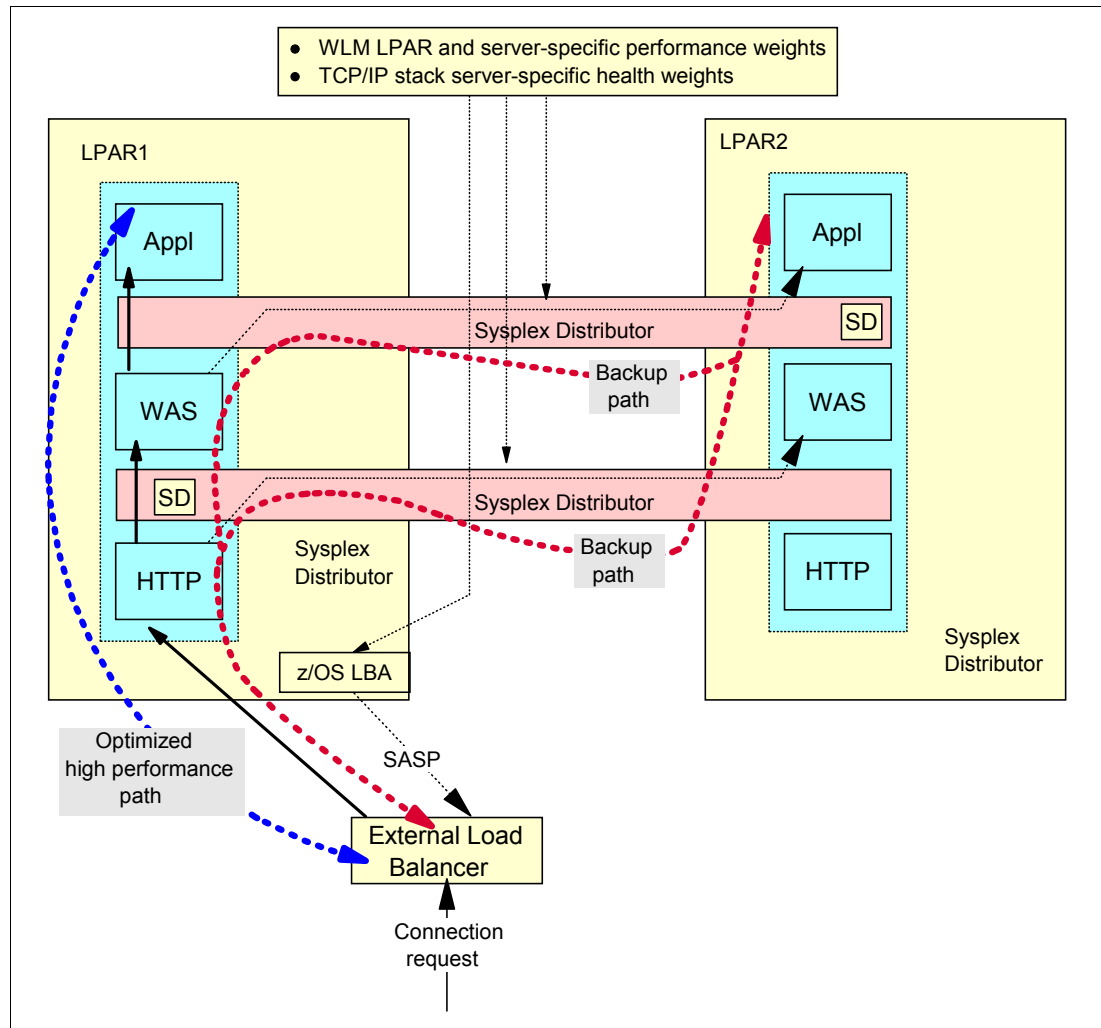 ● WLM LPAR and server-specific performance weights
● TCP/IP stack server-specific health weights
LPAR1
LPAR2
Appl
Appl
Sysplex Distributor
SD
Backup
path
WAS
WAS
SD
Sysplex Distributor
Backup
path
HTTP
Sysplex
Distributor
HTTP
Sysplex
Distributor
z/OS LBA
Optimized
high performance
path
SASP
External Load
Balancer
Connection
request